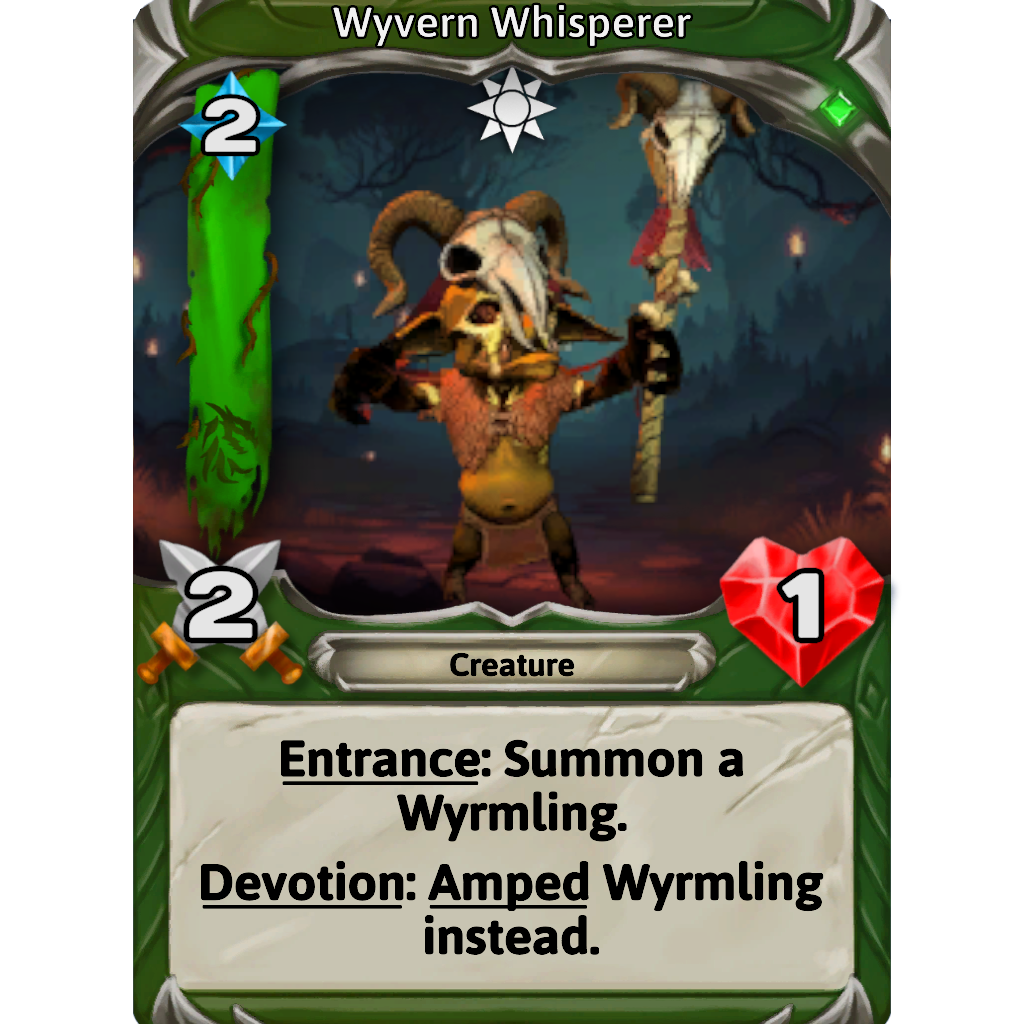 Wyvern Whisperer
2
2
1
Creature
Entrance: Summon a
Wyrmling.
Devotion: Amped Wyrmling
instead.